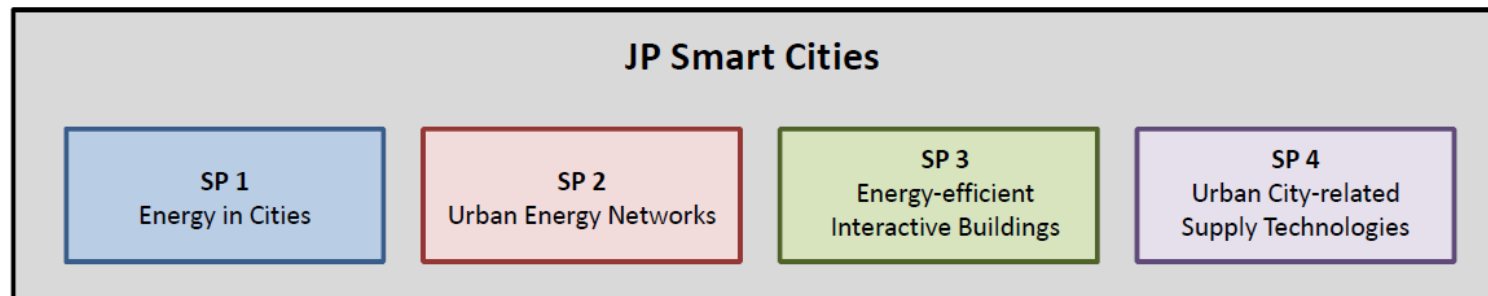 JP Smart Cities
SP 1
Energy in Cities
SP 2
Urban Energy Networks
SP 3
Energy-efficient
Interactive Buildings
SP 4
Urban City-related
Supply Technologies